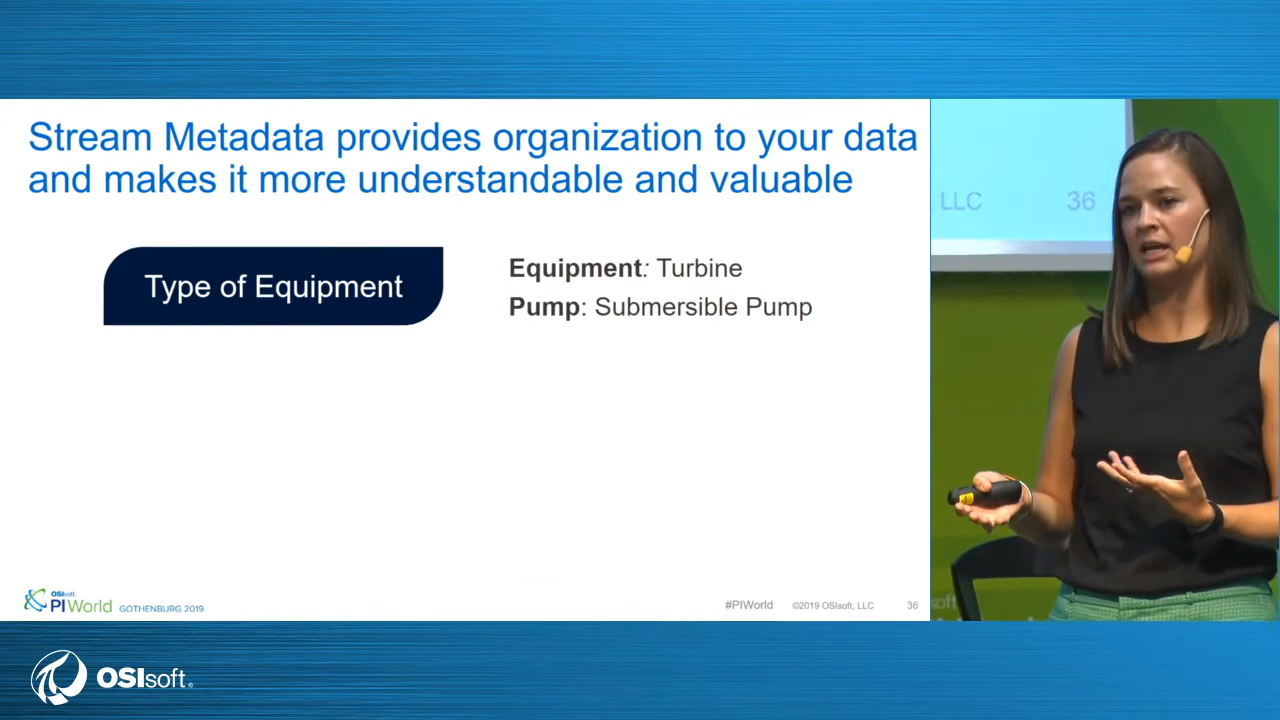 Stream Metadata provides organization to your data
and makes it more understandable and valuable
Type of Equipment
Equipment: Turbine
Pump: Submersible Pump
LLC 36
OSIsoft.
PI World GOTHENBURG 2019
#PIWorld ©2019 OSIsoft, LLC 36
OSIsoft.